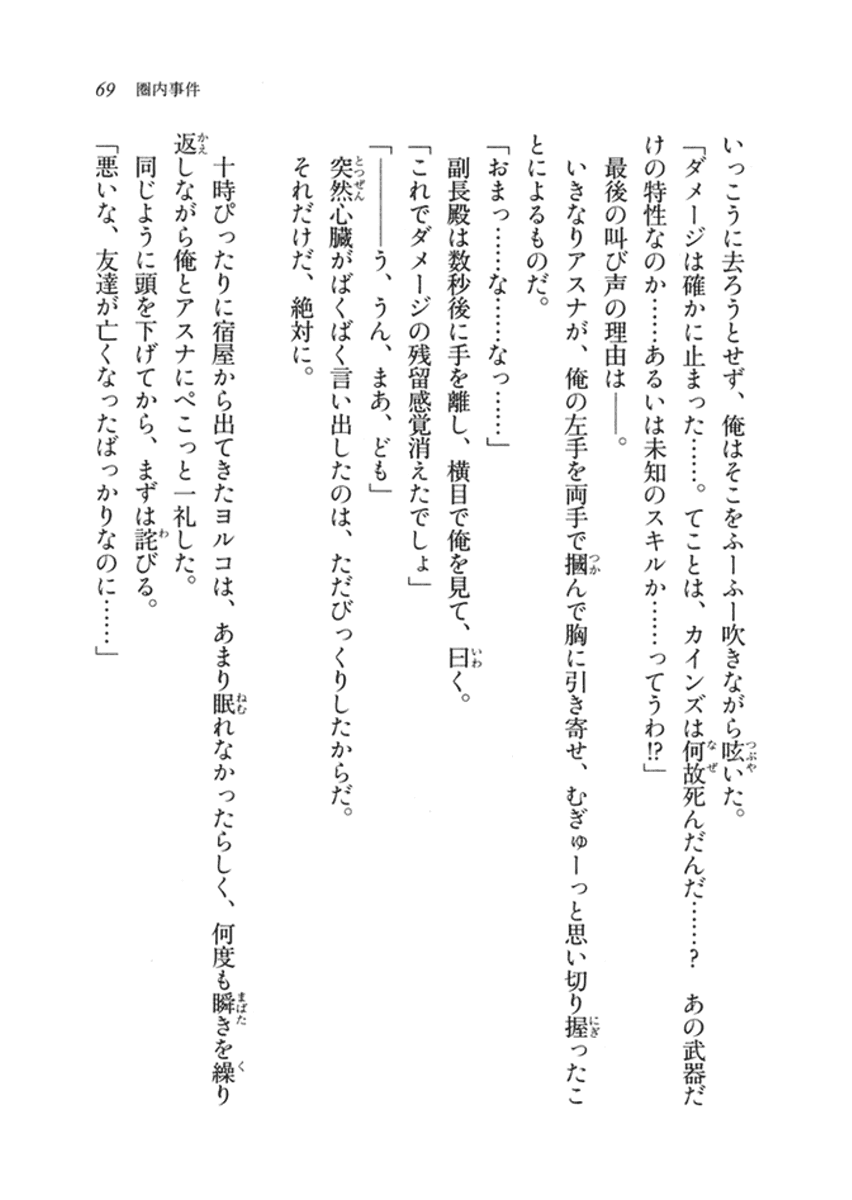 69　圏内事件
いっこうに去ろうとせず、俺はそこをふーふー吹きながら呟いた。
「ダメージは確かに止まった……。てことは、カインズは何故死んだんだ……？　あの武器だ
けの特性なのか……あるいは未知のスキルか……ってうわ!?」
　最後の叫び声の理由は――。
　いきなりアスナが、俺の左手を両手で摑んで胸に引き寄せ、むぎゅーっと思い切り握ったこ
とによるものだ。
「おまっ……な……なっ……」
　副長殿は数秒後に手を離し、横目で俺を見て、曰く。
「これでダメージの残留感覚消えたでしょ」
「――――う、うん、まあ、ども」
　突然心臓がばくばく言い出したのは、ただびっくりしたからだ。
　それだけだ、絶対に。
　十時ぴったりに宿屋から出てきたヨルコは、あまり眠れなかったらしく、何度も瞬きを繰り
返しながら俺とアスナにぺこっと一礼した。
　同じように頭を下げてから、まずは詫びる。
「悪いな、友達が亡くなったばっかりなのに……」